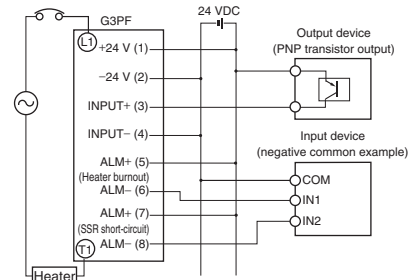 24 VDC
G3PF
L1
+24 V (1)
−24 V (2)
INPUT+ (3)
INPUT− (4)
ALM+ (5)
(Heater burnout)
ALM− (6)
ALM+ (7)
(SSR short-circuit)
T1
ALM− (8)
Heater
Output device
(PNP transistor output)
Input device
(negative common example)
COM
IN1
IN2